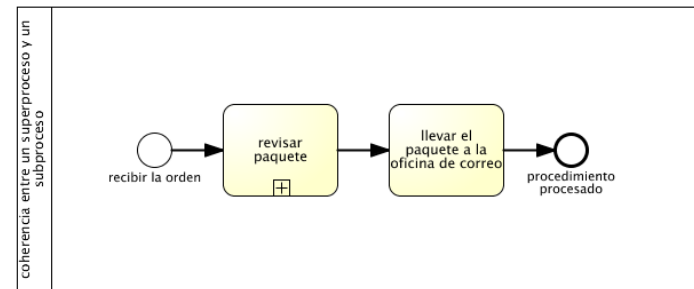 coherencia entre un superproceso y un
subproceso
recibir la orden
revisar
paquete
llevar el
paquete a la
oficina de correo
procedimiento
procesado